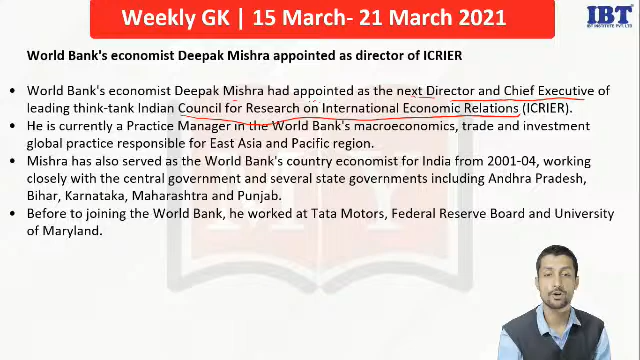 Weekly GK | 15 March- 21 March 2021
IBT
IBT INSTITUTE PVT.LTD
World Bank's economist Deepak Mishra appointed as director of ICRIER
• World Bank's economist Deepak Mishra had appointed as the next Director and Chief Executive of
leading think-tank Indian Council for Research on International Economic Relations (ICRIER).
• He is currently a Practice Manager in the World Bank's macroeconomics, trade and investment
global practice responsible for East Asia and Pacific region.
• Mishra has also served as the World Bank's country economist for India from 2001-04, working
closely with the central government and several state governments including Andhra Pradesh,
Bihar, Karnataka, Maharashtra and Punjab.
• Before to joining the World Bank, he worked at Tata Motors, Federal Reserve Board and University
of Maryland.